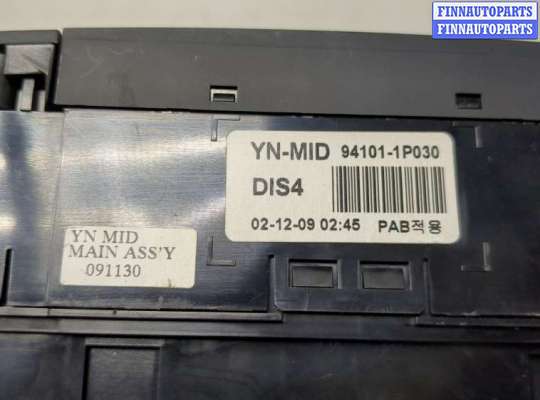 FINNAUTOPARTS
FINNAUTOPARTS
YN-MID 94101-1P030
DIS4
02-12-09 02:45 PAB적용
YN MID
MAIN ASS'Y
091130